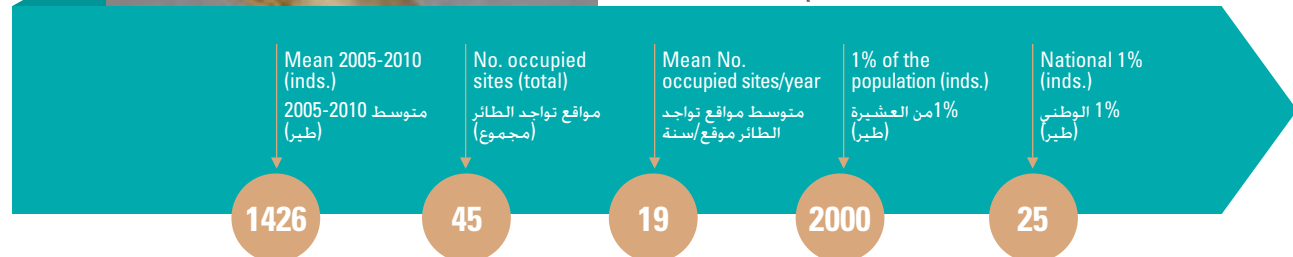 Mean 2005-2010
(inds.)
متوسط 2005-2010
(طير)
1426
No. occupied
sites (total)
مواقع تواجد الطائر
(مجموع)
45
Mean No.
occupied sites/year
متوسط مواقع تواجد
الطائر موقع/سنة
19
1% of the
population (inds.)
1%من العشيرة
(طير)
2000
National 1%
(inds.)
1% الوطني
(طير)
25